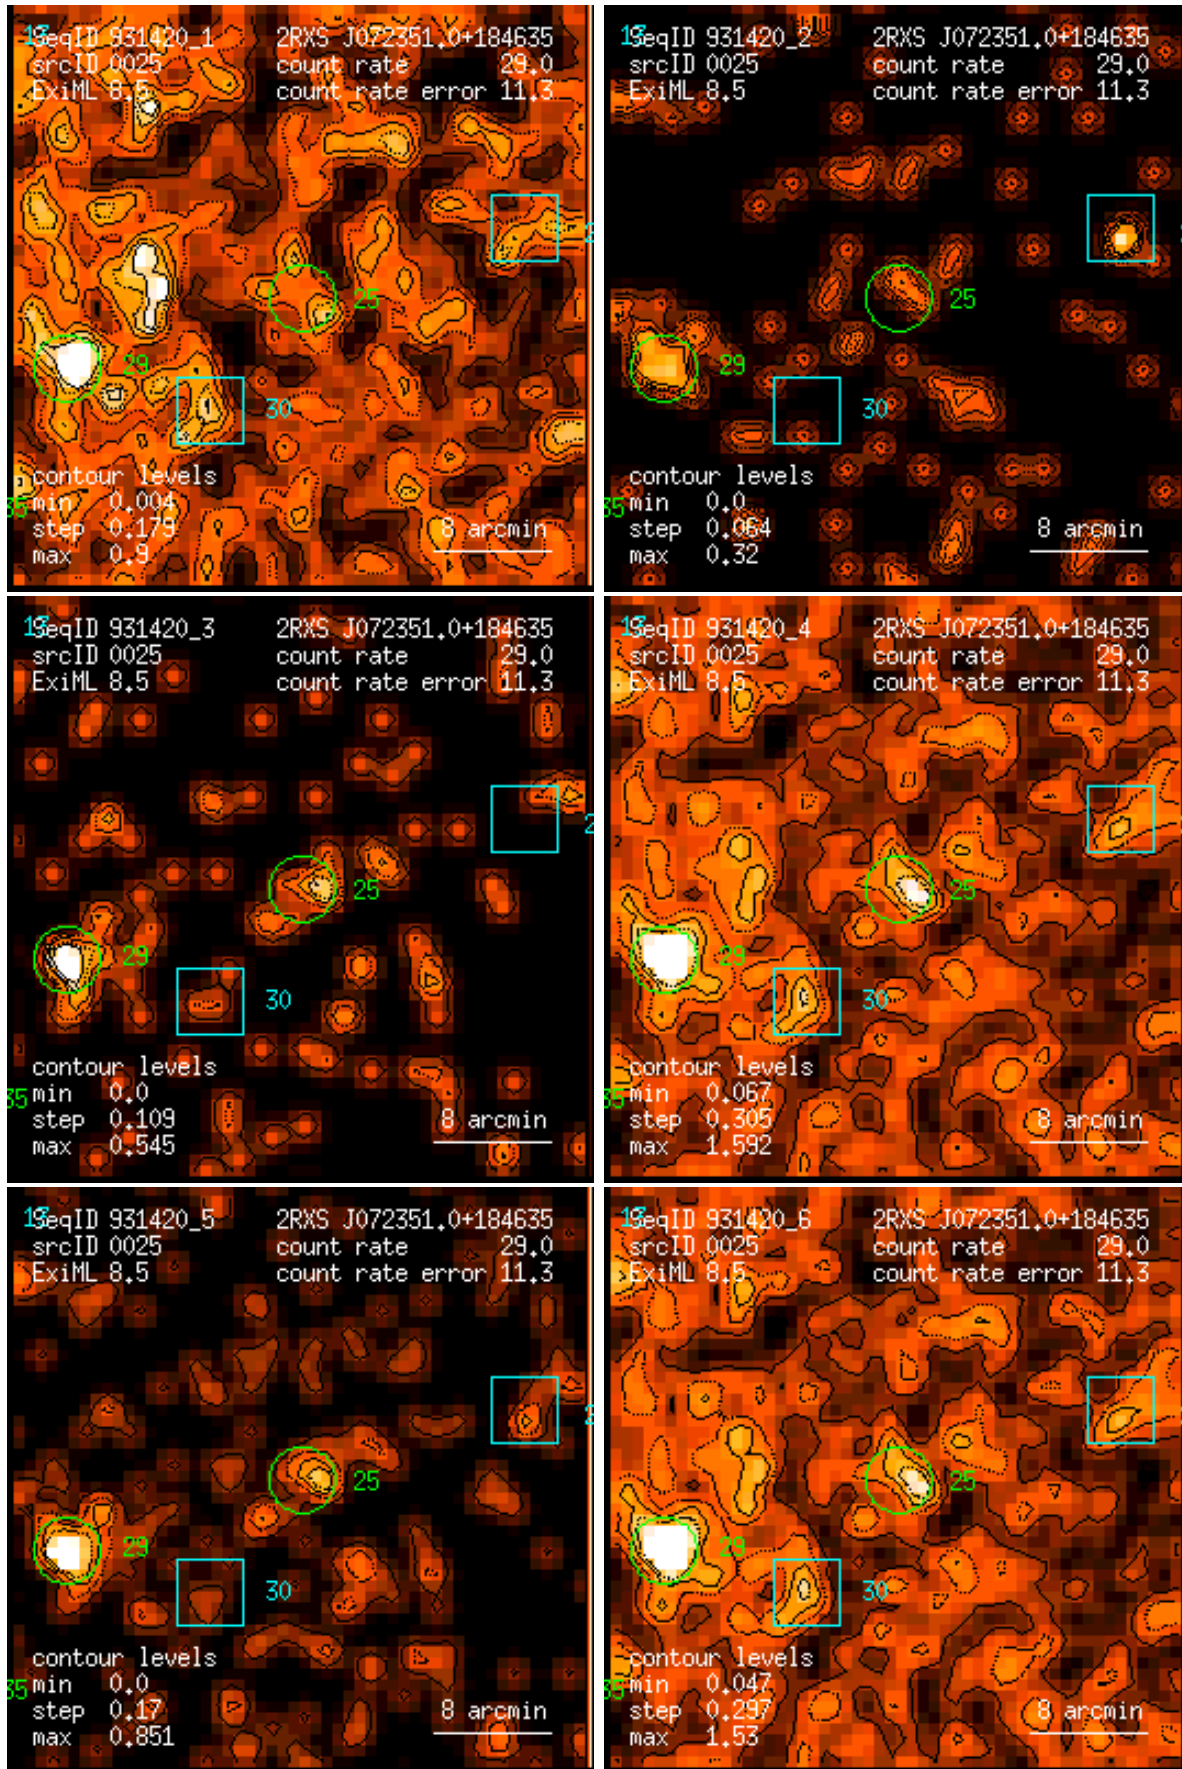 SeqID 931420_1 2RXS J072351.0+184635
srcID 0025 count rate 29.0
ExiML 8.5 count rate error 11.3
25
29
30
contour levels
min 0.004
35
step 0.179 8 arcmin
max 0.9
SeqID 931420_2 2RXS J072351.0+184635
srcID 0025 count rate 29.0
ExiML 8.5 count rate error 11.3
25
29
30
contour levels
min 0.0
35
step 0.064 8 arcmin
max 0.32
SeqID 931420_3 2RXS J072351.0+184635
srcID 0025 count rate 29.0
ExiML 8.5 count rate error 11.3
25
29
30
contour levels
min 0.0
35
step 0.109 8 arcmin
max 0.545
SeqID 931420_4 2RXS J072351.0+184635
srcID 0025 count rate 29.0
ExiML 8.5 count rate error 11.3
25
29
30
contour levels
min 0.067
35
step 0.305 8 arcmin
max 1.592
SeqID 931420_5 2RXS J072351.0+184635
srcID 0025 count rate 29.0
ExiML 8.5 count rate error 11.3
25
29
30
contour levels
min 0.0
35
step 0.17 8 arcmin
max 0.851
SeqID 931420_6 2RXS J072351.0+184635
srcID 0025 count rate 29.0
ExiML 8.5 count rate error 11.3
25
29
30
contour levels
min 0.047
35
step 0.297 8 arcmin
max 1.53